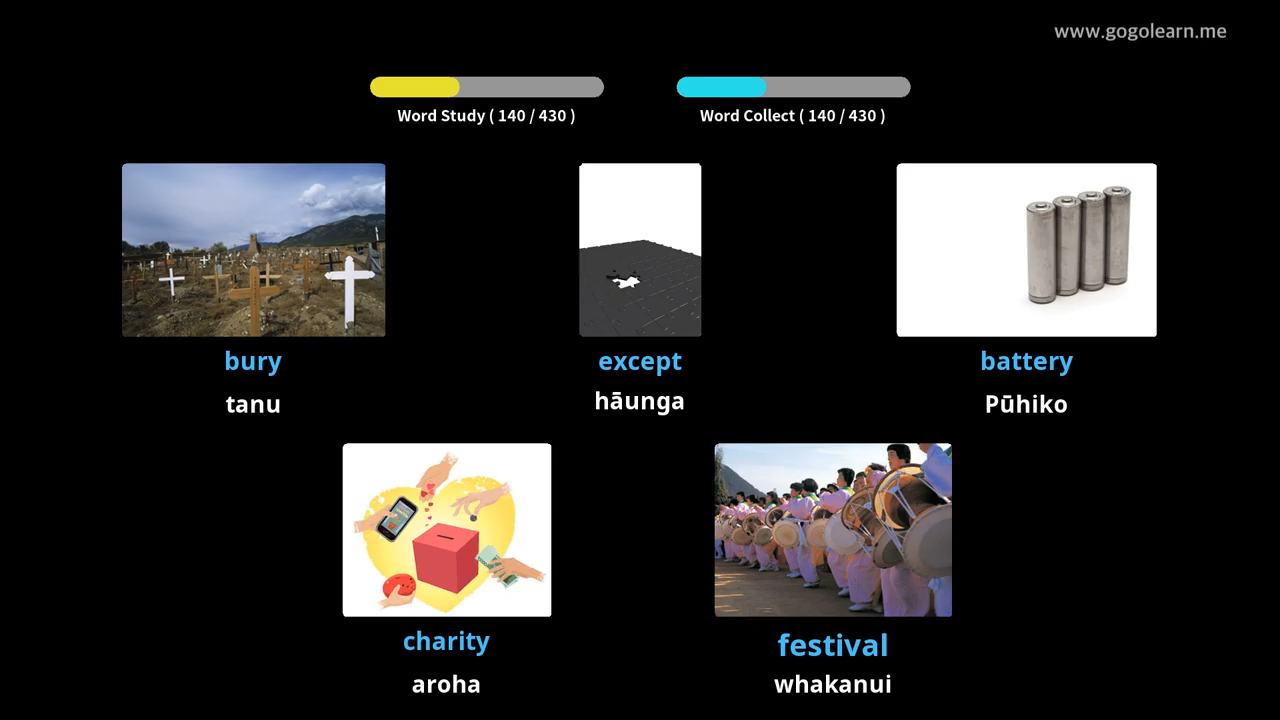 www.gogolearn.me
Word Study ( 140 / 430 )
Word Collect ( 140 / 430 )
bury
tanu
except
hāunga
battery
Pūhiko
charity
aroha
festival
whakanui